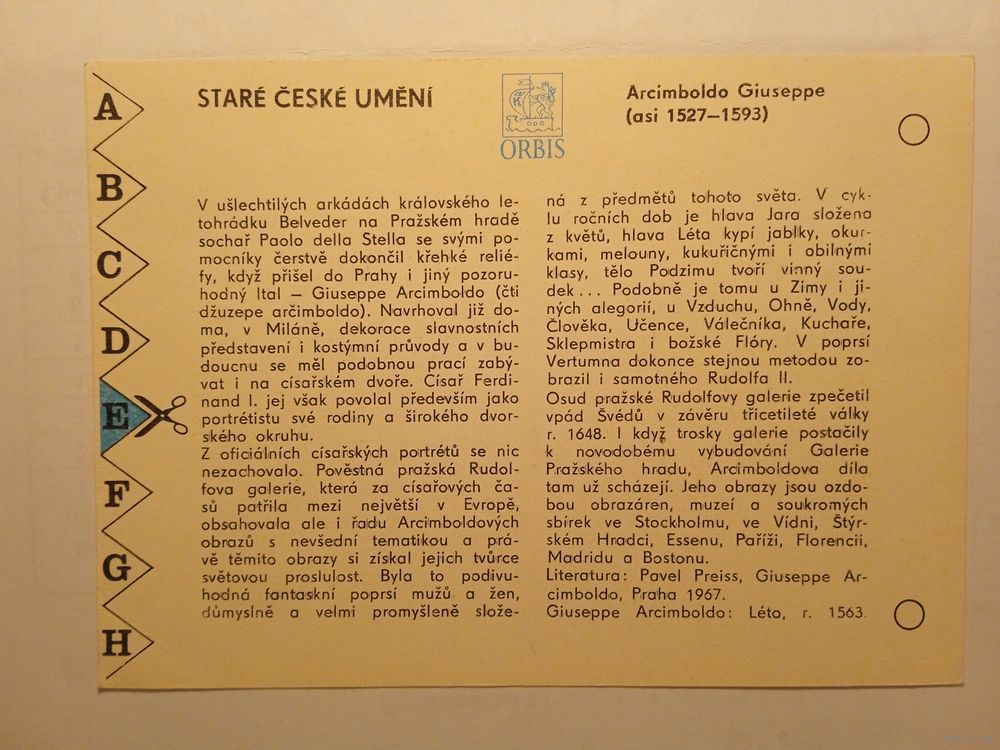 A
B
C
D
E
F
G
H
STARÉ ČESKÉ UMĚNÍ
ORBIS
Arcimboldo Giuseppe
(asi 1527—1593)
V ušlechtilých arkádách královského le-
tohrádku Belveder na Pražském hradě
sochař Paolo della Stella se svými po-
mocníky čerstvě dokončil křehké relié-
fy, když přišel do Prahy i jiný pozoru-
hodný Ital — Giuseppe Arcimboldo (čti
džuzepe arčimboldo). Navrhoval již do-
ma, v Miláně, dekorace slavnostních
představení i kostýmní průvody a v bu-
doucnu se měl podobnou prací zabý-
vat i na císařském dvoře. Císař Ferdi-
nand I. jej však povolal především jako
portrétistu své rodiny a širokého dvor-
ského okruhu.
Z oficiálních císařských portrétů se nic
nezachovalo. Pověstná pražská Rudol-
fova galerie, která za císařových ča-
sů patřila mezi největší v Evropě,
obsahovala ale i řadu Arcimboldových
obrazů s nevšední tematikou a prá-
vě těmito obrazy si získal jejich tvůrce
světovou proslulost. Byla to podivu-
hodná fantaskní poprsí mužů a žen,
důmyslně a velmi promyšleně slože-
ná z předmětů tohoto světa. V cyk-
lu ročních dob je hlava Jara složena
z květů, hlava Léta kypí jablky, okur-
kami, melouny, kukuřičnými i obilnými
klasy, tělo Podzimu tvoří vinný sou-
dek... Podobně je tomu u Zimy i ji-
ných alegorií, u Vzduchu, Ohně, Vody,
Člověka, Učence, Válečníka, Kuchaře,
Sklepmistra i božské Flóry. V poprsí
Vertumna dokonce stejnou metodou zo-
brazil i samotného Rudolfa II.
Osud pražské Rudolfovy galerie zpečetil
vpád Švédů v závěru třicetileté války
r. 1648. I když trosky galerie postačily
k novodobému vybudování Galerie
Pražského hradu, Arcimboldova díla
tam už scházejí. Jeho obrazy jsou ozdo-
bou obrazáren, muzeí a soukromých
sbírek ve Stockholmu, ve Vídni, Štýr-
ském Hradci, Essenu, Paříži, Florencii,
Madridu a Bostonu.
Literatura: Pavel Preiss, Giuseppe Ar-
cimboldo, Praha 1967.
Giuseppe Arcimboldo: Léto, r. 1563.